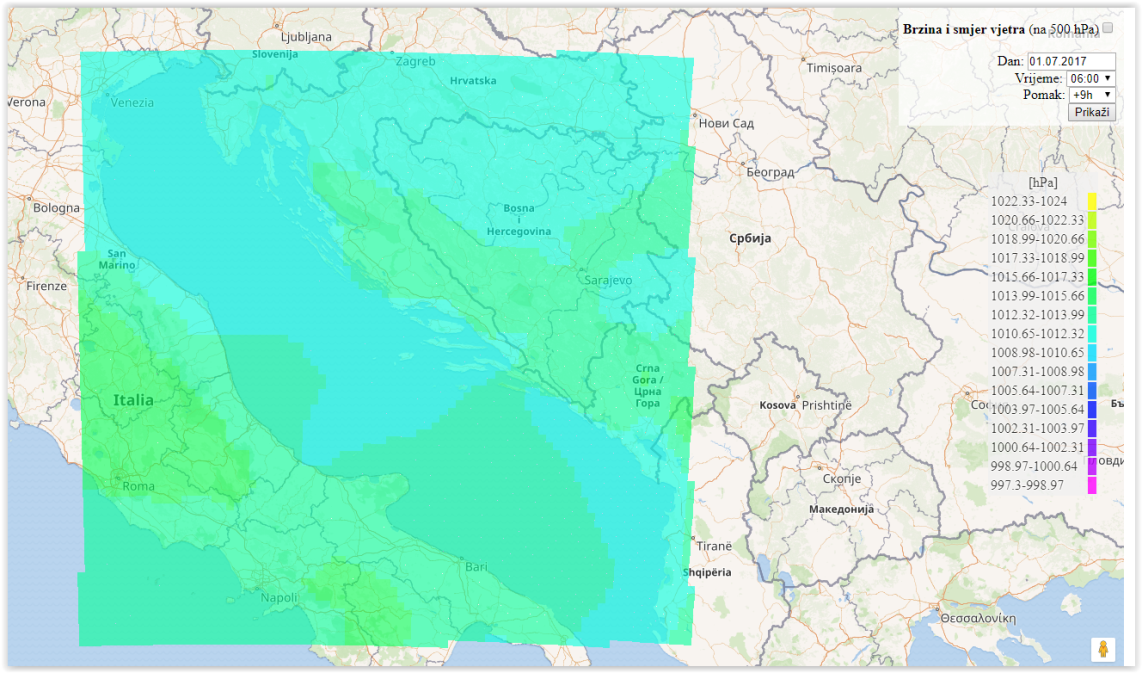 Brzina i smjer vjetra (na 500 hPa)
Dan: 01.07.2017
Vrijeme: 06:00
Pomak: +9h
Prikaži
Ljubljana
Slovenija
Zagreb
Hrvatska
Timișoara
România
Verona
Venezia
Нови Сад
Београд
Bologna
Bosna
i
Hercegovina
Србија
San
Marino
Firenze
Sarajevo
[hPa]
1022.33-1024
1020.66-1022.33
1018.99-1020.66
1017.33-1018.99
1015.66-1017.33
1013.99-1015.66
1012.32-1013.99
1010.65-1012.32
1008.98-1010.65
1007.31-1008.98
1005.64-1007.31
1003.97-1005.64
1002.31-1003.97
1000.64-1002.31
998.97-1000.64
997.3-998.97
Craiova
Crna
Gora /
Црна
Гора
Italia
Kosova
Prishtinë
Roma
Скопје
Македонија
Tiranë
Shqipëria
Bari
Napoli
Θεσσαλονίκη